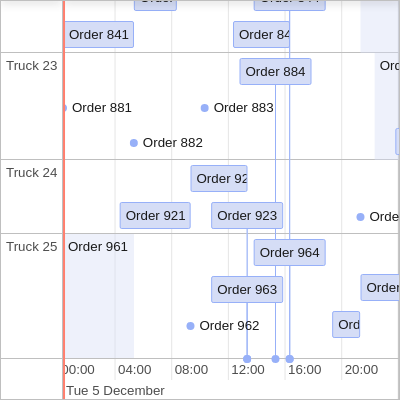 Order 841
Order 84
Truck 23
Order 884
Ord
Order 881
Order 883
Order 882
Truck 24
Order 92
Order 921
Order 923
Orde
Truck 25
Order 961
Order 964
Order 963
Order
Order 962
Ord
00:00 04:00 08:00 12:00 16:00 20:00
Tue 5 December